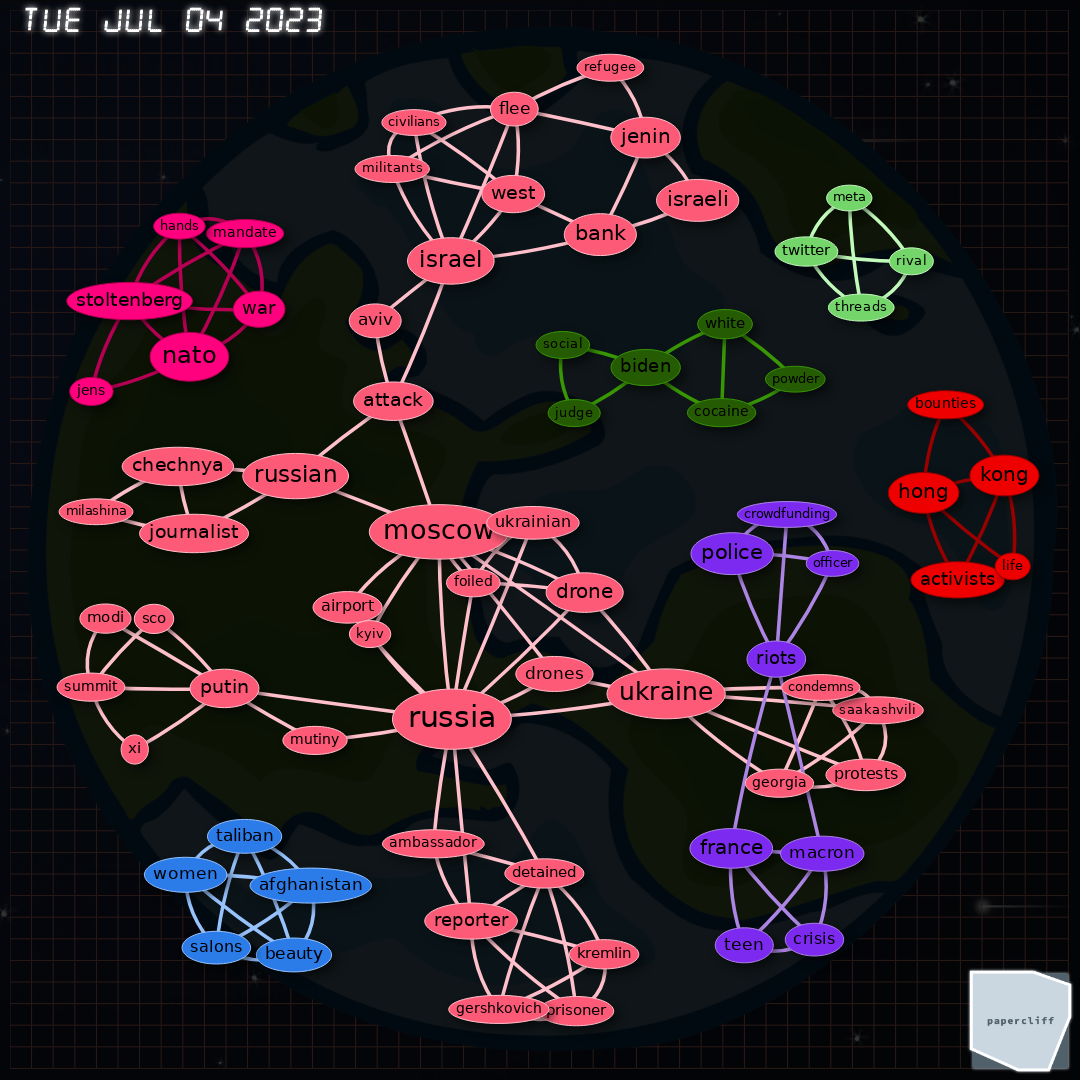 TUE JUL 04 2023
refugee
flee
civilians
jenin
militants
west
israeli
bank
israel
meta
twitter
rival
threads
hands
mandate
stoltenberg
war
nato
jens
aviv
attack
white
social
biden
powder
judge
cocaine
bounties
kong
hong
life
activists
chechnya
russian
milashina
journalist
moscow
ukrainian
foiled
drone
airport
kyiv
crowdfunding
police
officer
riots
modi
sco
summit
putin
xi
mutiny
russia
drones
ukraine
condemns
saakashvili
georgia
protests
taliban
women
afghanistan
salons
beauty
ambassador
detained
reporter
kremlin
gershkovich
prisoner
france
macron
teen
crisis
papercliff